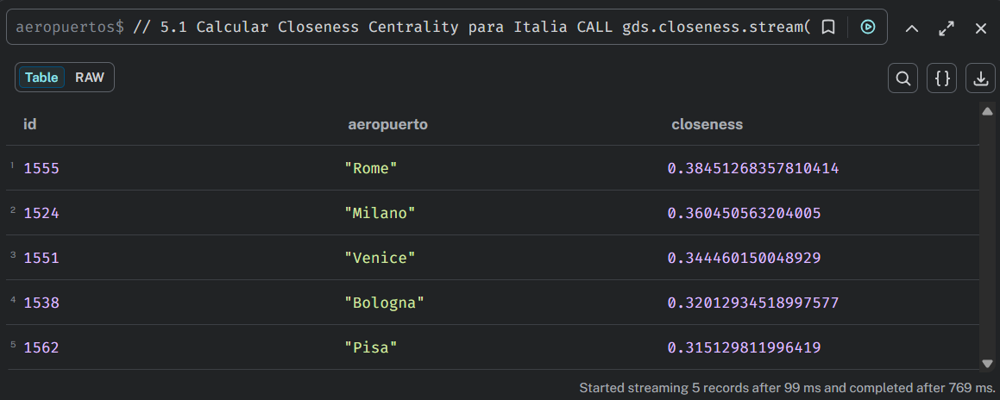 aeropuertos$ // 5.1 Calcular Closeness Centrality para Italia CALL gds.closeness.stream(
Table RAW
id aeropuerto closeness
1 1555 "Rome" 0.38451268357810414
2 1524 "Milano" 0.360450563204005
3 1551 "Venice" 0.344460150048929
4 1538 "Bologna" 0.32012934518997577
5 1562 "Pisa" 0.315129811996419
Started streaming 5 records after 99 ms and completed after 769 ms.